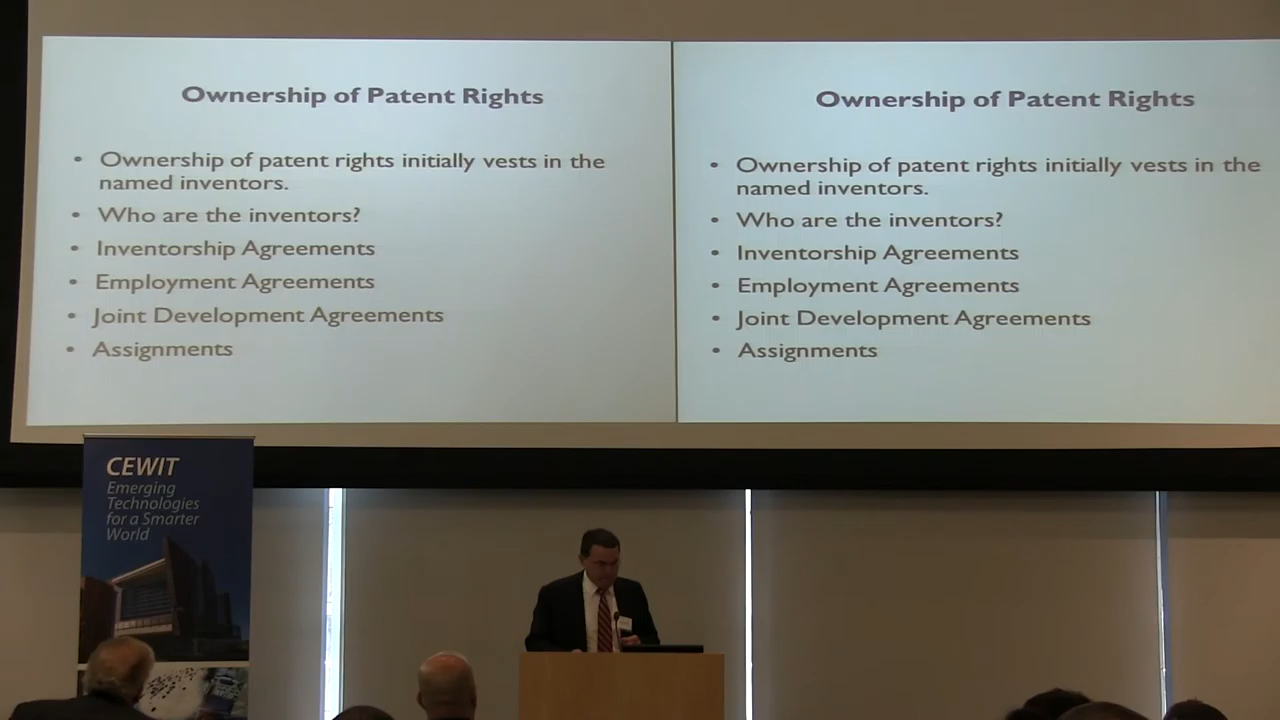 Ownership of Patent Rights
• Ownership of patent rights initially vests in the
named inventors.
• Who are the inventors?
• Inventorship Agreements
• Employment Agreements
• Joint Development Agreements
• Assignments
Ownership of Patent Rights
• Ownership of patent rights initially vests in the
named inventors.
• Who are the inventors?
• Inventorship Agreements
• Employment Agreements
• Joint Development Agreements
• Assignments
CEWIT
Emerging
Technologies
for a Smarter
World